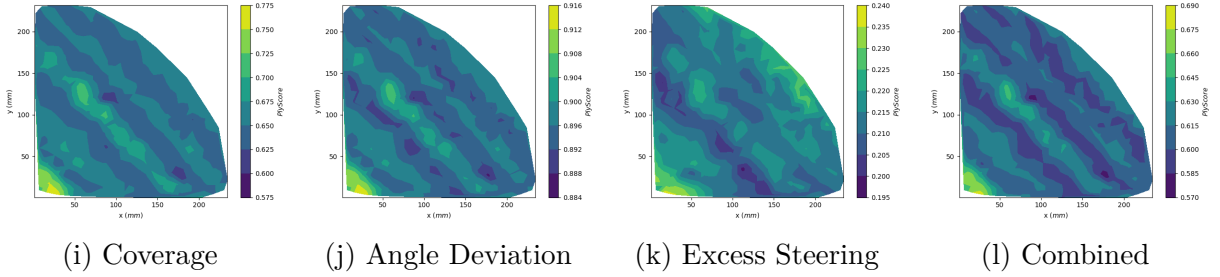 200
150
100
50
y (mm)
50 100 150 200
x (mm)
0.775
0.750
0.725
0.700
0.675
0.650
0.625
0.600
0.575
PlyScore
(i) Coverage
200
150
100
50
y (mm)
50 100 150 200
x (mm)
0.916
0.912
0.908
0.904
0.900
0.896
0.892
0.888
0.884
PlyScore
(j) Angle Deviation
200
150
100
50
y (mm)
50 100 150 200
x (mm)
0.240
0.235
0.230
0.225
0.220
0.215
0.210
0.205
0.200
0.195
PlyScore
(k) Excess Steering
200
150
100
50
y (mm)
50 100 150 200
x (mm)
0.690
0.675
0.660
0.645
0.630
0.615
0.600
0.585
0.570
PlyScore
(l) Combined